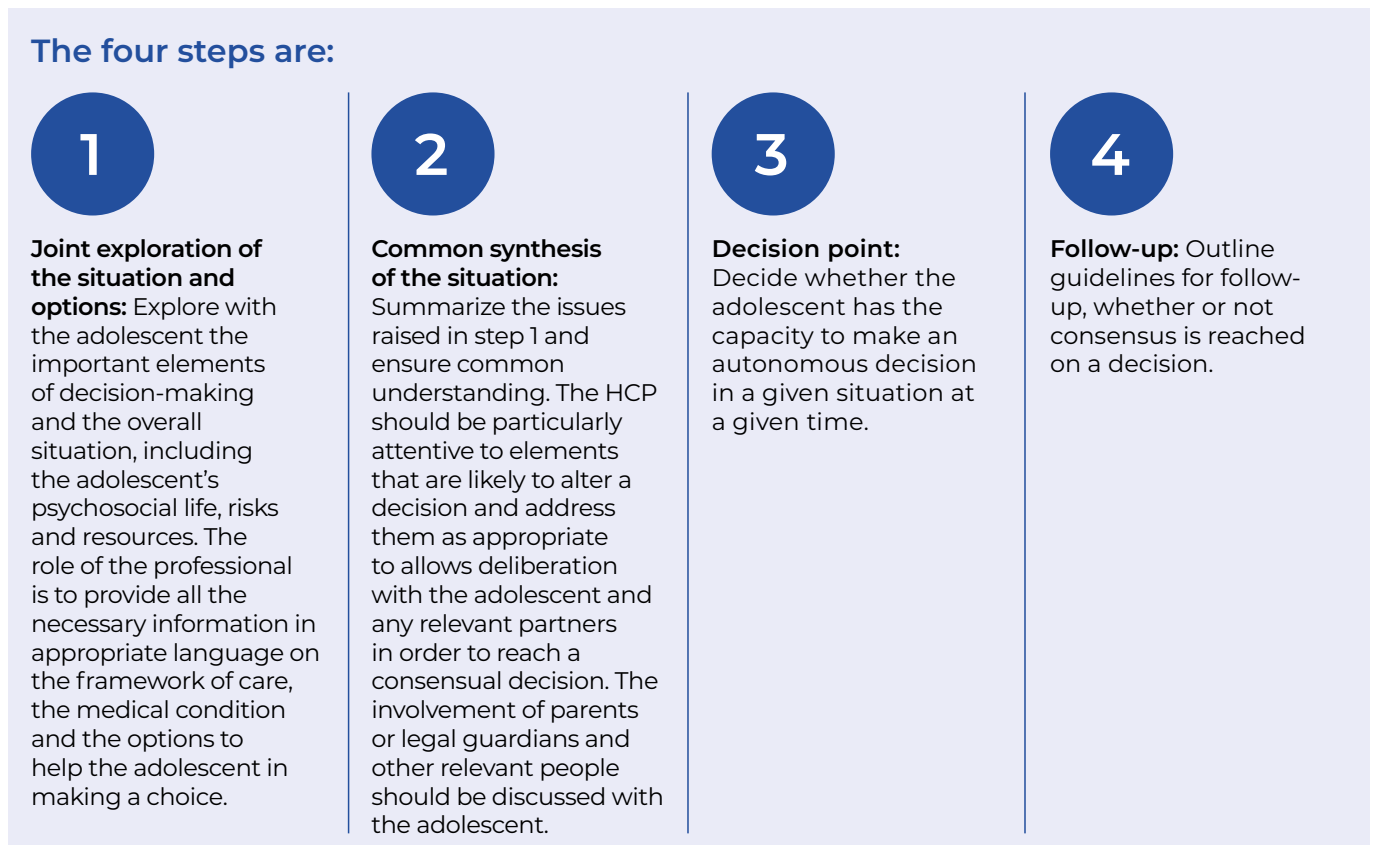 The four steps are:
1
Joint exploration of
the situation and
options: Explore with
the adolescent the
important elements
of decision-making
and the overall
situation, including
the adolescent’s
psychosocial life, risks
and resources. The
role of the professional
is to provide all the
necessary information in
appropriate language on
the framework of care,
the medical condition
and the options to
help the adolescent in
making a choice.
2
Common synthesis
of the situation:
Summarize the issues
raised in step 1 and
ensure common
understanding. The HCP
should be particularly
attentive to elements
that are likely to alter a
decision and address
them as appropriate
to allows deliberation
with the adolescent and
any relevant partners
in order to reach a
consensual decision. The
involvement of parents
or legal guardians and
other relevant people
should be discussed with
the adolescent.
3
Decision point:
Decide whether the
adolescent has the
capacity to make an
autonomous decision
in a given situation at
a given time.
4
Follow-up: Outline
guidelines for follow-
up, whether or not
consensus is reached
on a decision.